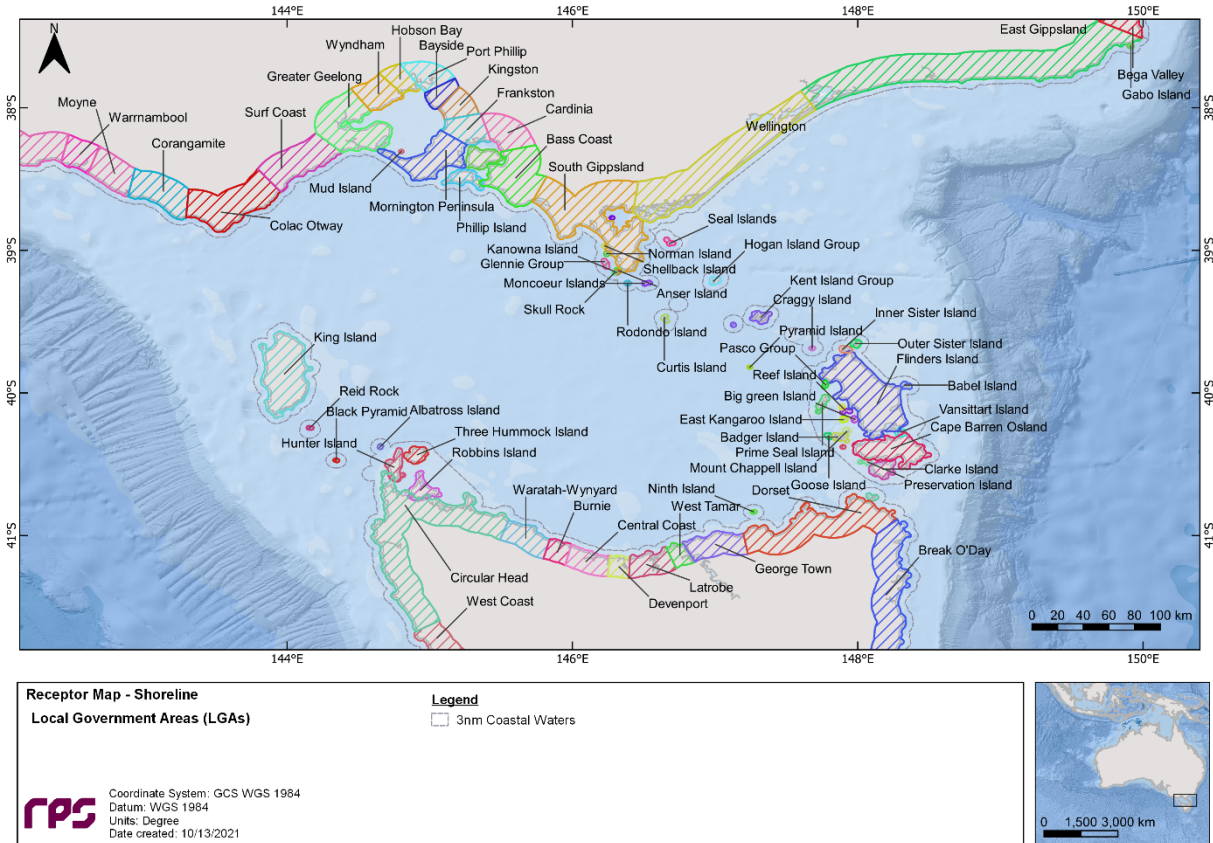 144°E
146°E
148°E
150°E
N
Hobson Bay
Bayside
Port Phillip
Wyndham
Kingston
Greater Geelong
Frankston
Moyne
Cardinia
Warrnambool
Surf Coast
Bass Coast
Corangamite
South Gippsland
Wellington
East Gippsland
Bega Valley
Gabo Island
38°S
38°S
Mud Island
Mornington Peninsula
Colac Otway
Phillip Island
Seal Islands
Kanowna Island
Norman Island
Hogan Island Group
39°S
39°S
Glennie Group
Shellback Island
Moncoeur Islands
Anser Island
Kent Island Group
Skull Rock
Craggy Island
Rodondo Island
Pyramid Island
Inner Sister Island
King Island
Pasco Group
Outer Sister Island
Curtis Island
Flinders Island
Reef Island
Reid Rock
Big green Island
Babel Island
40°S
40°S
Black Pyramid
Albatross Island
East Kangaroo Island
Vansittart Island
Hunter Island
Three Hummock Island
Badger Island
Cape Barren Osland
Robbins Island
Prime Seal Island
Mount Chappell Island
Clarke Island
Goose Island
Preservation Island
Waratah-Wynyard
Ninth Island
Dorset
Burnie
West Tamar
Central Coast
41°S
41°S
Break O'Day
Circular Head
George Town
Latrobe
West Coast
Devenport
0 20 40 60 80 100 km
144°E
146°E
148°E
150°E
Receptor Map - Shoreline
Local Government Areas (LGAs)
Legend
3nm Coastal Waters
rps
Coordinate System: GCS WGS 1984
Datum: WGS 1984
Units: Degree
Date created: 10/13/2021
0 1,500 3,000 km